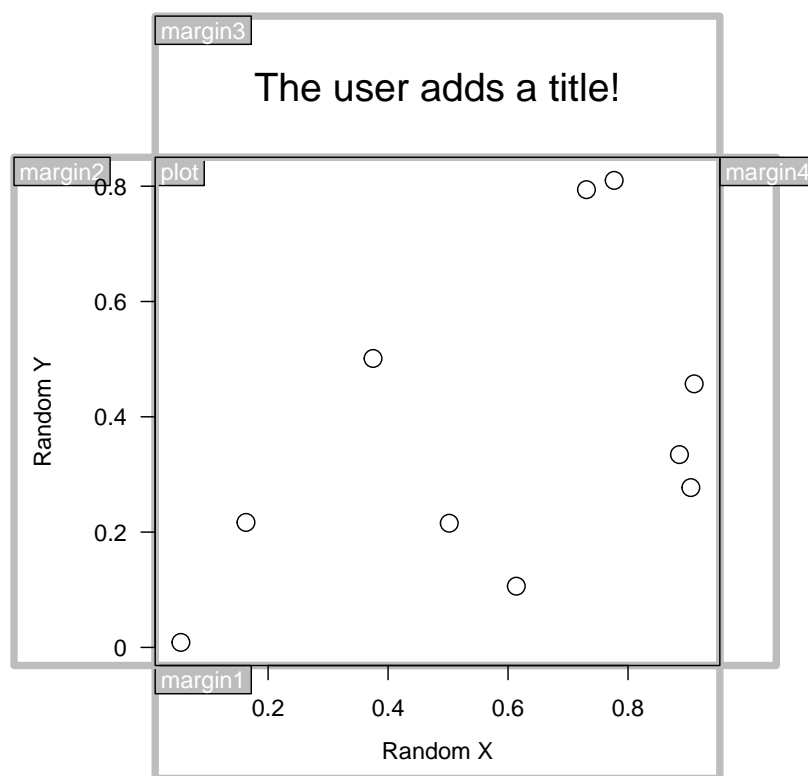 margin3
The user adds a title!
margin2
plot
margin4
0.8
0.6
0.4
0.2
0
Random Y
margin1
0.2 0.4 0.6 0.8
Random X